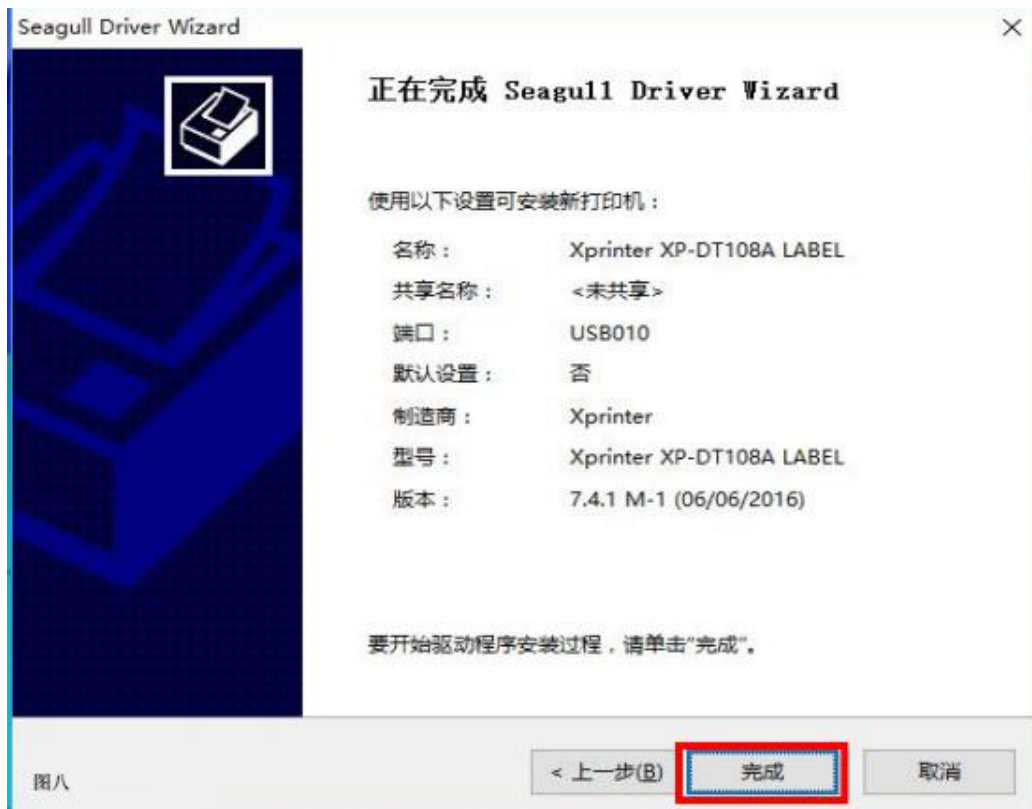 Seagull Driver Wizard
正在完成 Seagull Driver Wizard
使用以下设置可安装新打印机：
名称： Xprinter XP-DT108A LABEL
共享名称： <未共享>
端口： USB010
默认设置： 否
制造商： Xprinter
型号： Xprinter XP-DT108A LABEL
版本： 7.4.1 M-1 (06/06/2016)
要开始驱动程序安装过程，请单击“完成”。
图八
< 上一步(B) 完成 取消